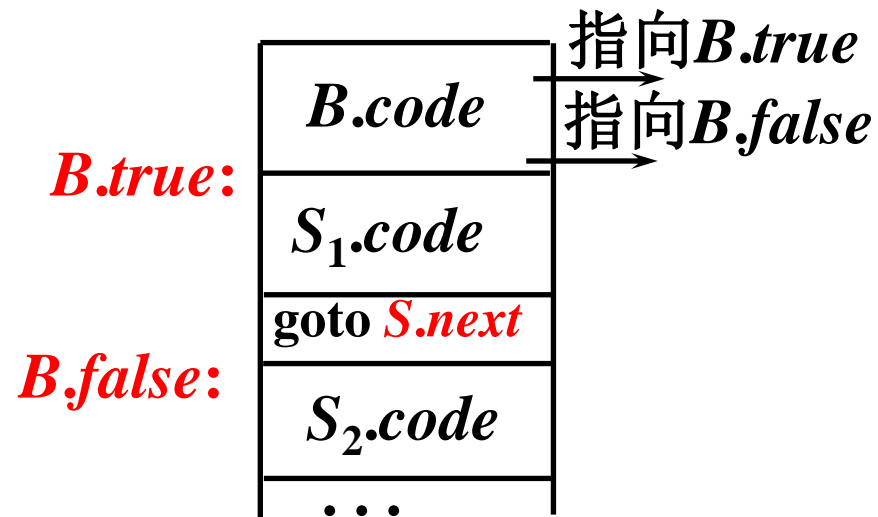 指向B.true
B.code
指向B.false
B.true:
S₁.code
goto S.next
B.false:
S₂.code
...